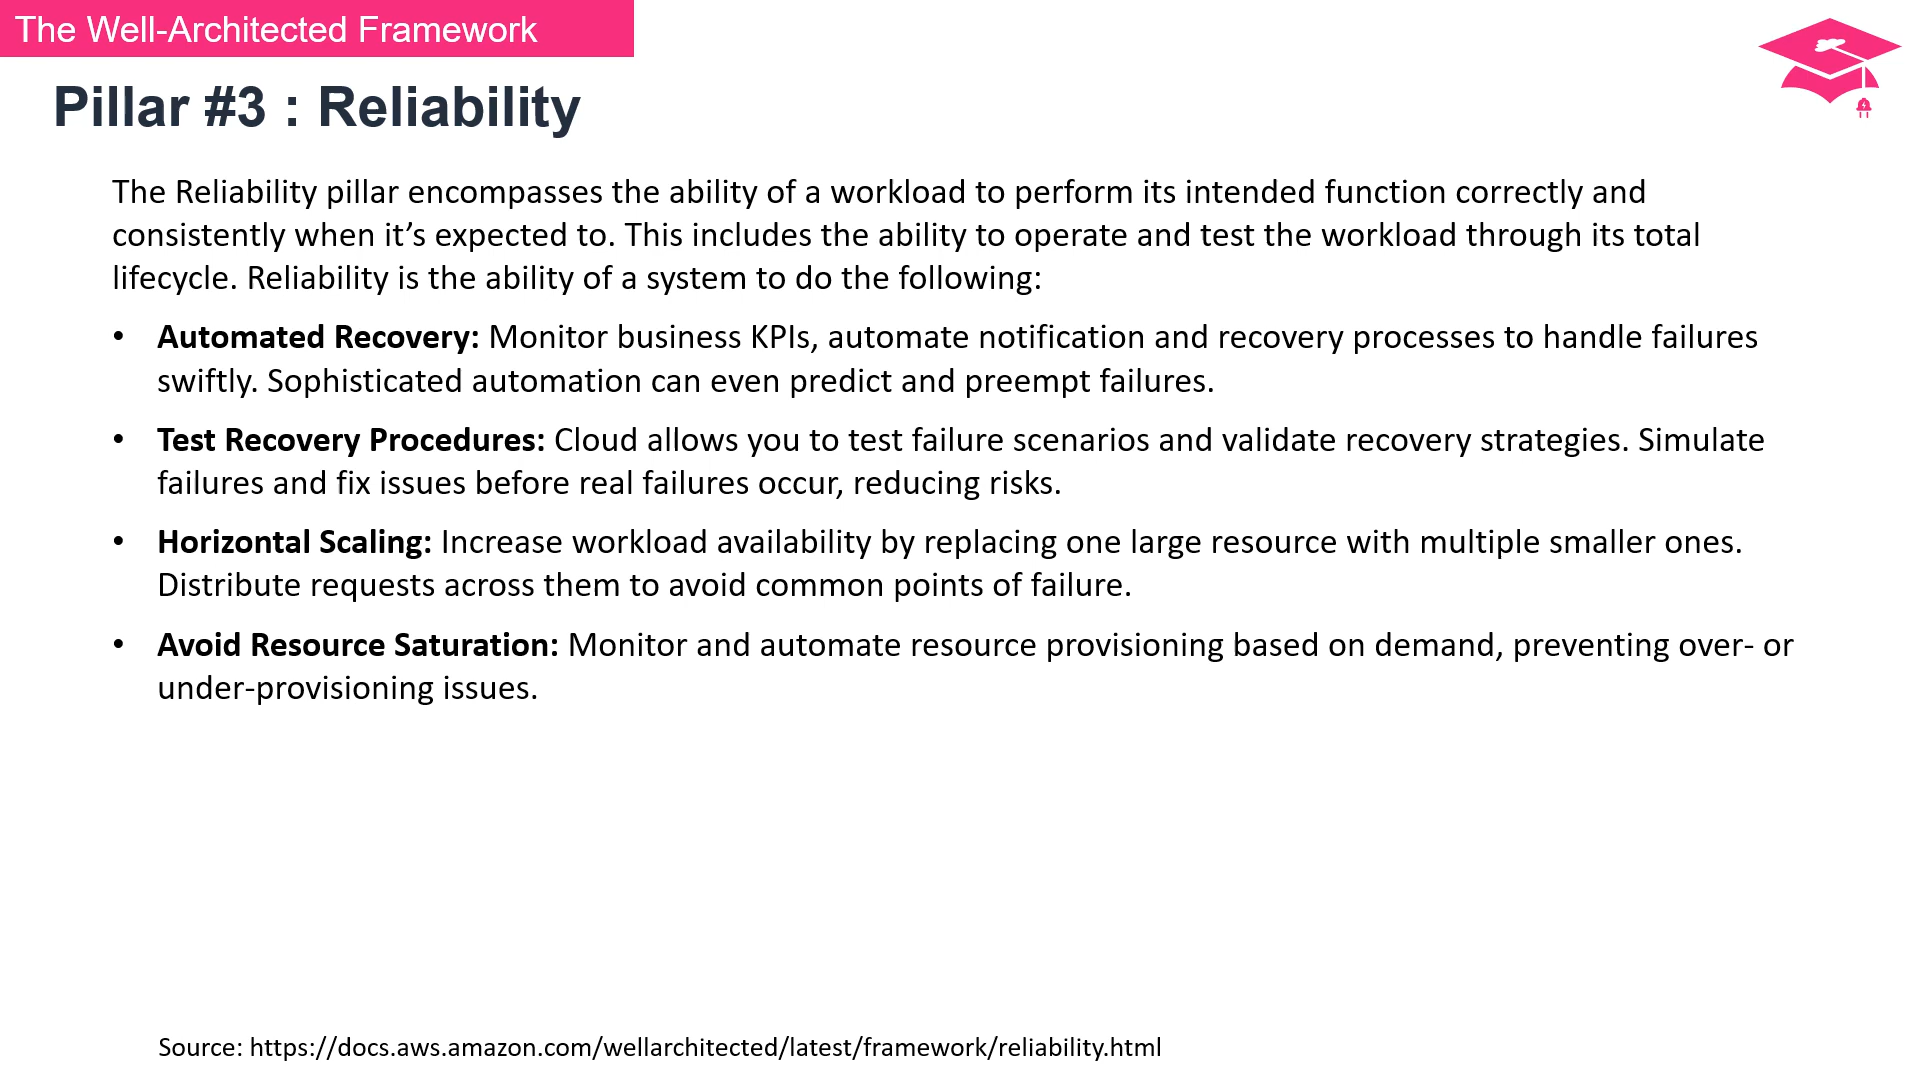 The Well-Architected Framework
Pillar #3 : Reliability
The Reliability pillar encompasses the ability of a workload to perform its intended function correctly and
consistently when it’s expected to. This includes the ability to operate and test the workload through its total
lifecycle. Reliability is the ability of a system to do the following:
• Automated Recovery: Monitor business KPIs, automate notification and recovery processes to handle failures
swiftly. Sophisticated automation can even predict and preempt failures.
• Test Recovery Procedures: Cloud allows you to test failure scenarios and validate recovery strategies. Simulate
failures and fix issues before real failures occur, reducing risks.
• Horizontal Scaling: Increase workload availability by replacing one large resource with multiple smaller ones.
Distribute requests across them to avoid common points of failure.
• Avoid Resource Saturation: Monitor and automate resource provisioning based on demand, preventing over- or
under-provisioning issues.
Source: https://docs.aws.amazon.com/wellarchitected/latest/framework/reliability.html